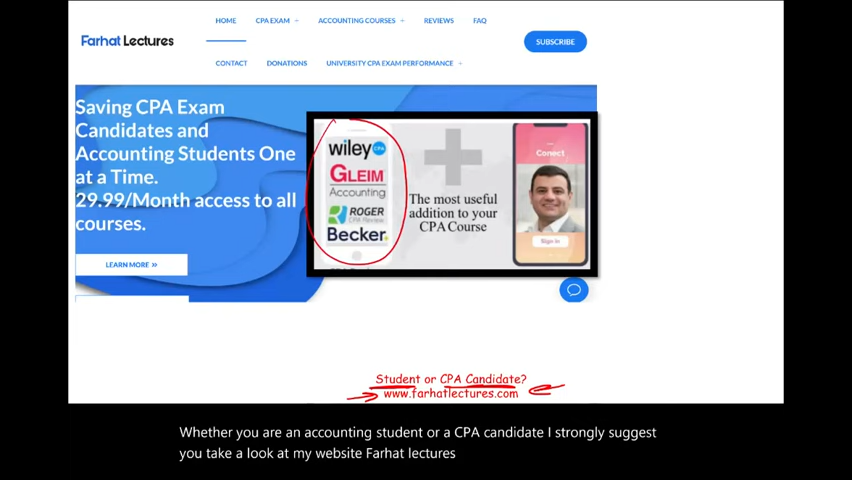 HOME
CPA EXAM
ACCOUNTING COURSES
REVIEWS
FAQ
Farhat Lectures
SUBSCRIBE
CONTACT
DONATIONS
UNIVERSITY CPA EXAM PERFORMANCE
Saving CPA Exam
Candidates and
Accounting Students One
at a Time.
29.99/Month access to all
courses.
LEARN MORE »
wiley CPA
GLEIM
Accounting
ROGER
CPA Review
Becker.
The most useful
addition to your
CPA Course
Conect
Sign in
Student or CPA Candidate?
www.farhatlectures.com
Whether you are an accounting student or a CPA candidate I strongly suggest
you take a look at my website Farhat lectures